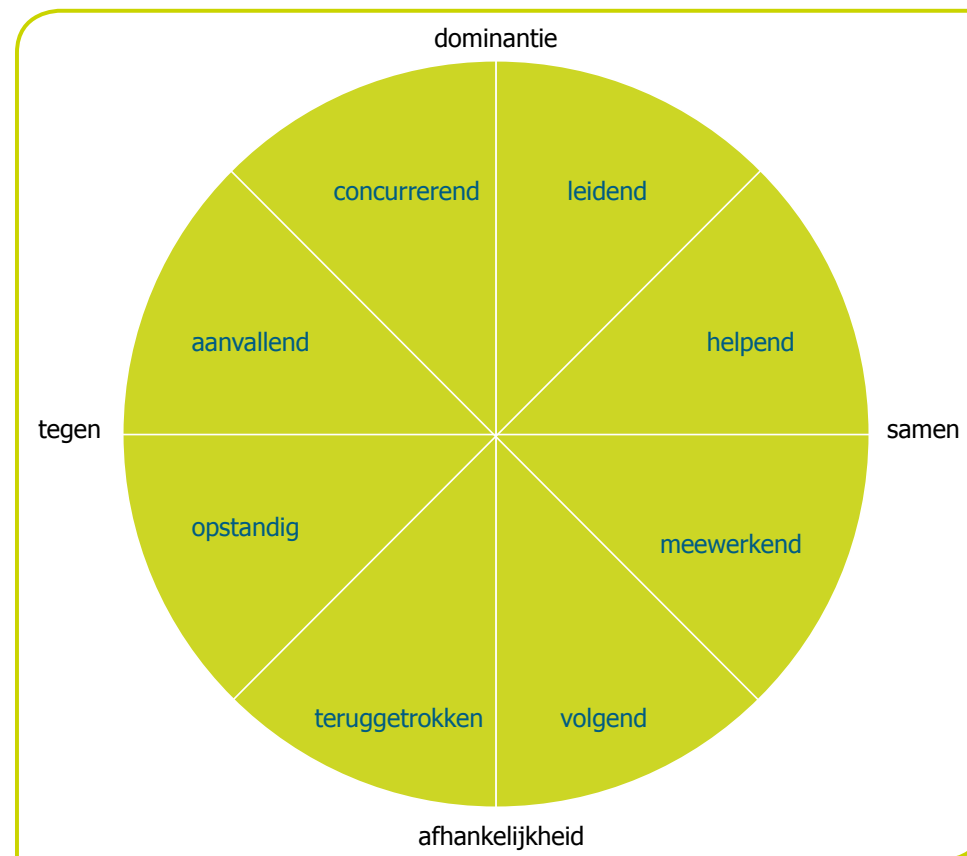 dominantie
concurrerend leidend
aanvallend helpend
tegen samen
opstandig meewerkend
teruggetrokken volgend
afhankelijkheid